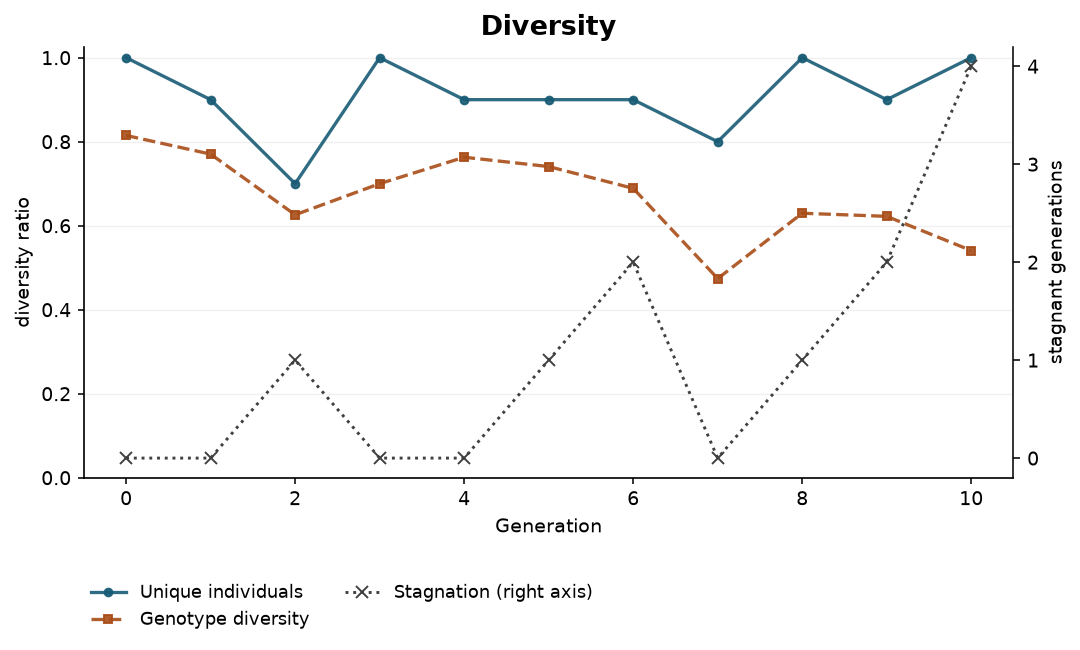 Diversity
1.0
0.8
0.6
0.4
0.2
0.0
diversity ratio
4
3
2
1
0
stagnant generations
0 2 4 6 8 10
Generation
Unique individuals
Genotype diversity
Stagnation (right axis)